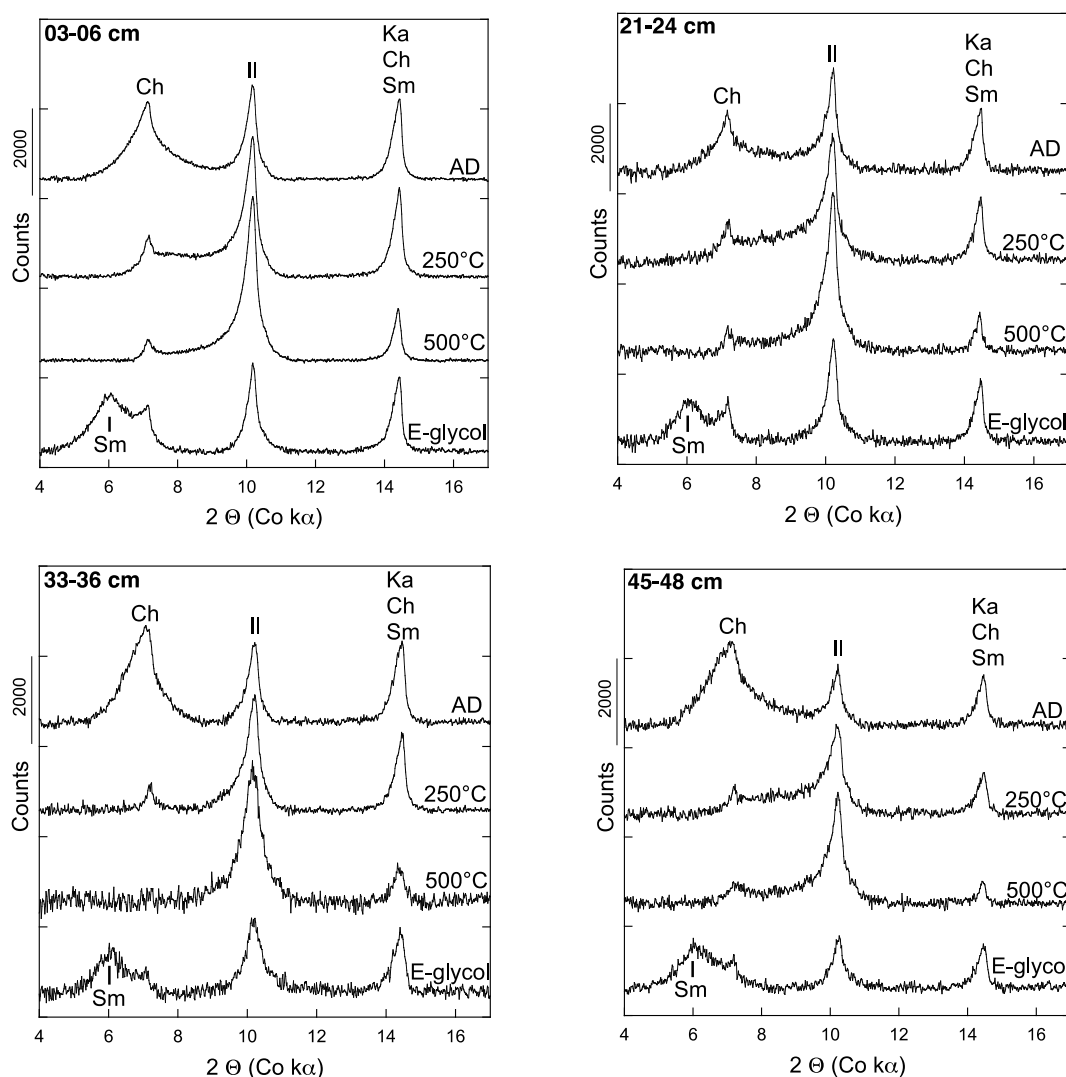 03-06 cm
Ka
Ch
Sm
Ch
Il
2000
Counts
AD
250°C
500°C
E-glycol
Sm
4 6 8 10 12 14 16
2 Θ (Co kα)
21-24 cm
Ka
Ch
Sm
Ch
Il
2000
Counts
AD
250°C
500°C
E-glycol
Sm
4 6 8 10 12 14 16
2 Θ (Co kα)
33-36 cm
Ka
Ch
Sm
Ch
Il
2000
Counts
AD
250°C
500°C
E-glycol
Sm
4 6 8 10 12 14 16
2 Θ (Co kα)
45-48 cm
Ka
Ch
Sm
Ch
Il
2000
Counts
AD
250°C
500°C
E-glycol
Sm
4 6 8 10 12 14 16
2 Θ (Co kα)